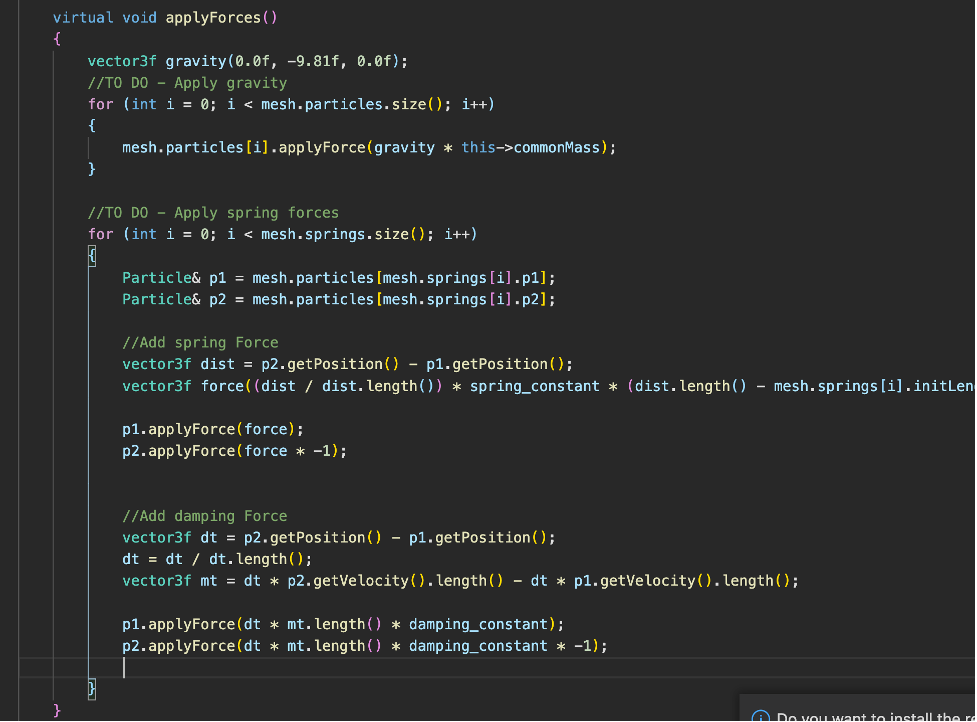 virtual void applyForces()
{
vector3f gravity(0.0f, -9.81f, 0.0f);
//TO DO - Apply gravity
for (int i = 0; i < mesh.particles.size(); i++)
{
mesh.particles[i].applyForce(gravity * this->commonMass);
}
//TO DO - Apply spring forces
for (int i = 0; i < mesh.springs.size(); i++)
{
Particle& p1 = mesh.particles[mesh.springs[i].p1];
Particle& p2 = mesh.particles[mesh.springs[i].p2];
//Add spring Force
vector3f dist = p2.getPosition() - p1.getPosition();
vector3f force((dist / dist.length()) * spring_constant * (dist.length() - mesh.springs[i].initLen
p1.applyForce(force);
p2.applyForce(force * -1);
//Add damping Force
vector3f dt = p2.getPosition() - p1.getPosition();
dt = dt / dt.length();
vector3f mt = dt * p2.getVelocity().length() - dt * p1.getVelocity().length();
p1.applyForce(dt * mt.length() * damping_constant);
p2.applyForce(dt * mt.length() * damping_constant * -1);
}
}
Do you want to install the re